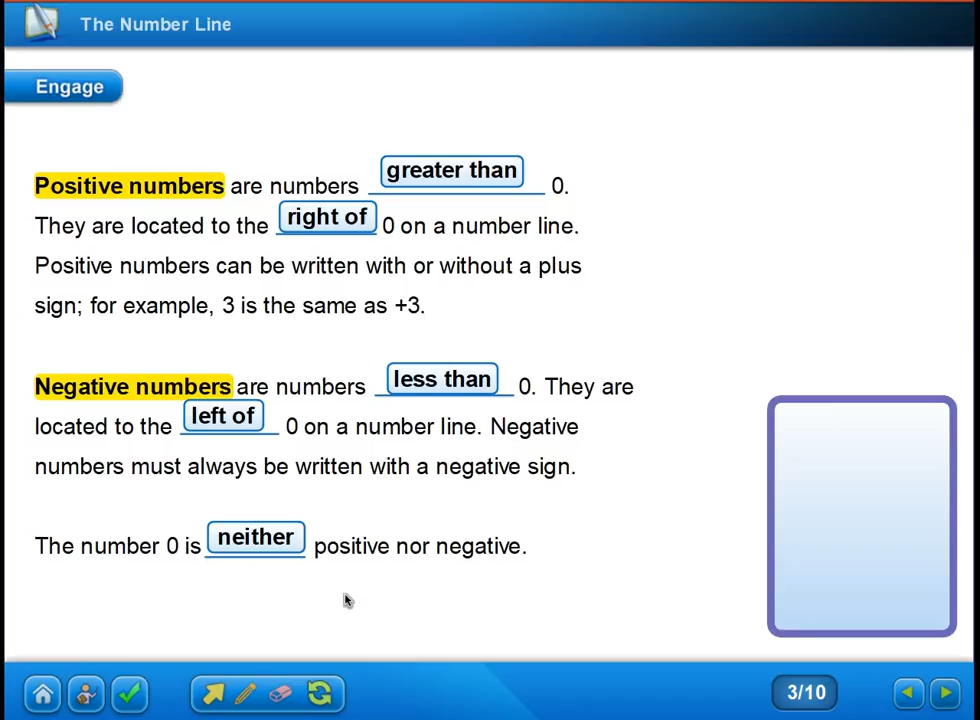 The Number Line
Engage
Positive numbers are numbers greater than 0.
They are located to the right of 0 on a number line.
Positive numbers can be written with or without a plus
sign; for example, 3 is the same as +3.
Negative numbers are numbers less than 0. They are
located to the left of 0 on a number line. Negative
numbers must always be written with a negative sign.
The number 0 is neither positive nor negative.
3/10